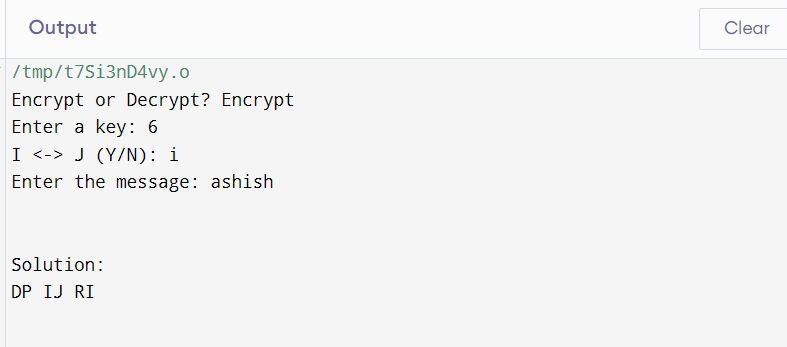 Output
Clear
/tmp/t7Si3nD4vy.o
Encrypt or Decrypt? Encrypt
Enter a key: 6
I <-> J (Y/N): i
Enter the message: ashish
Solution:
DP IJ RI